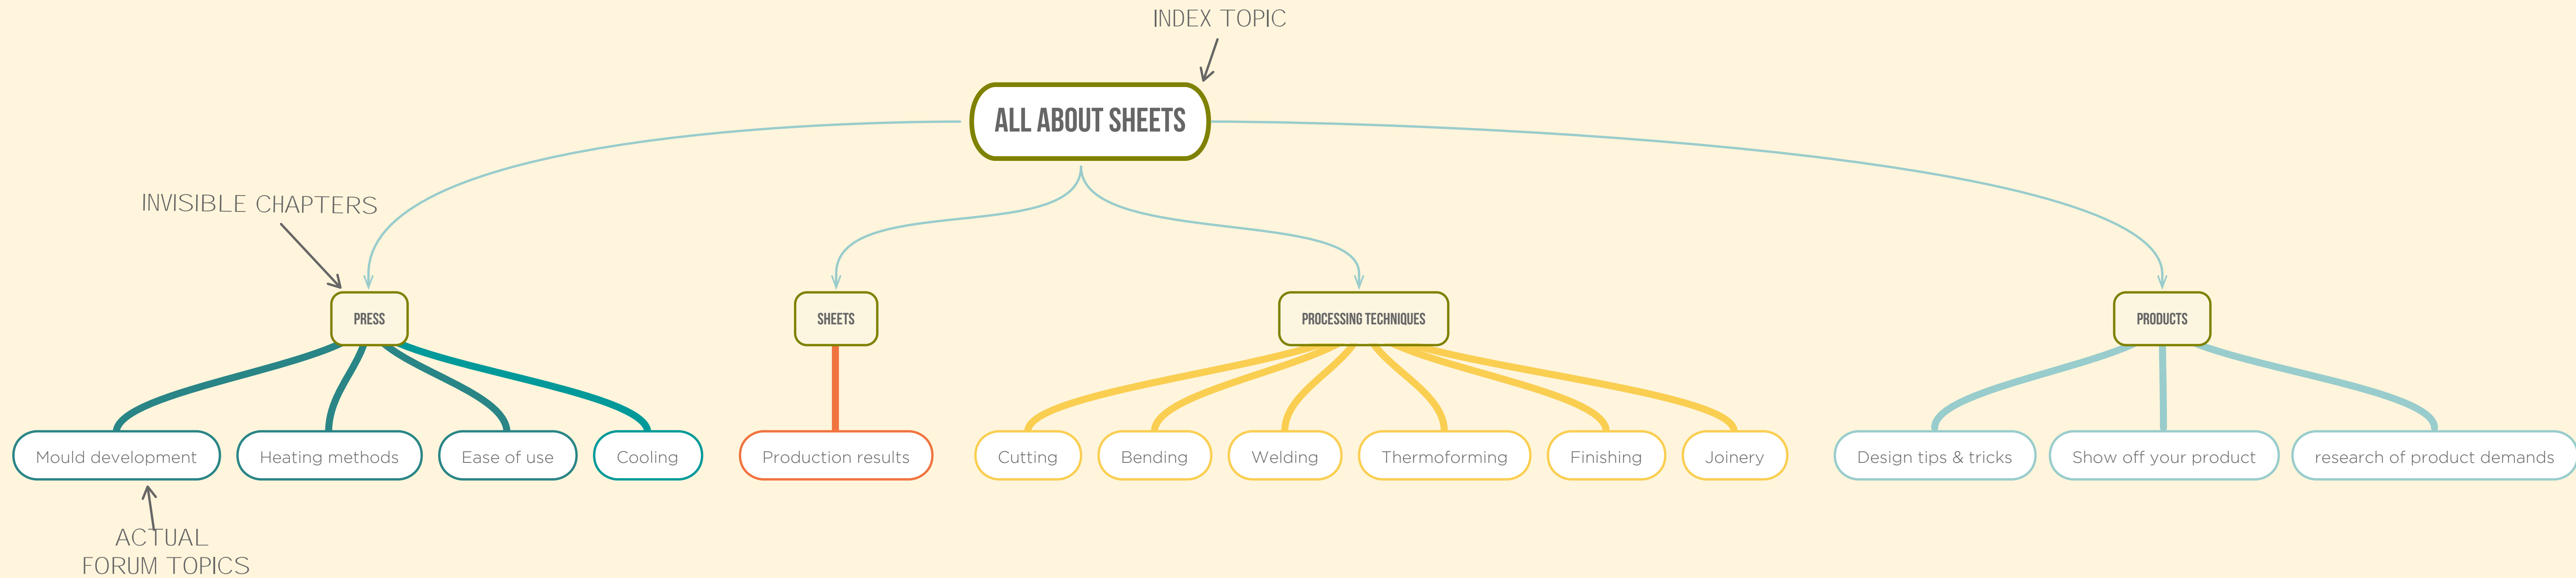 INDEX TOPIC
ALL ABOUT SHEETS
INVISIBLE CHAPTERS
PRESS
SHEETS
PROCESSING TECHNIQUES
PRODUCTS
Mould development
Heating methods
Ease of use
Cooling
Production results
Cutting
Bending
Welding
Thermoforming
Finishing
Joinery
Design tips & tricks
Show off your product
research of product demands
ACTUAL
FORUM TOPICS